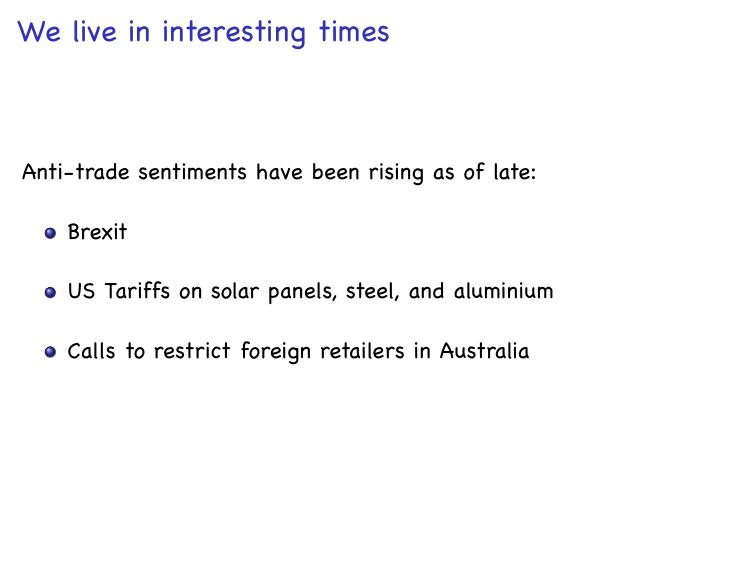 We live in interesting times
Anti-trade sentiments have been rising as of late:
Brexit
US Tariffs on solar panels, steel, and aluminium
Calls to restrict foreign retailers in Australia